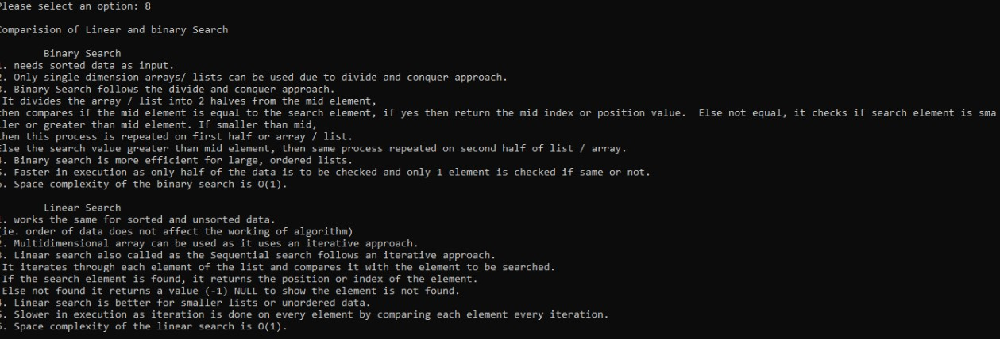 Please select an option: 8
Comparision of Linear and binary Search
Binary Search
1. needs sorted data as input.
2. Only single dimension arrays/ lists can be used due to divide and conquer approach.
3. Binary Search follows the divide and conquer approach.
It divides the array / list into 2 halves from the mid element,
then compares if the mid element is equal to the search element, if yes then return the mid index or position value.  Else not equal, it checks if search element is sma
ller or greater than mid element. If smaller than mid,
then this process is repeated on first half or array / list.
Else the search value greater than mid element, then same process repeated on second half of list / array.
4. Binary search is more efficient for large, ordered lists.
5. Faster in execution as only half of the data is to be checked and only 1 element is checked if same or not.
6. Space complexity of the binary search is O(1).
Linear Search
1. works the same for sorted and unsorted data.
(ie. order of data does not affect the working of algorithm)
2. Multidimensional array can be used as it uses an iterative approach.
3. Linear search also called as the Sequential search follows an iterative approach.
It iterates through each element of the list and compares it with the element to be searched.
If the search element is found, it returns the position or index of the element.
Else not found it returns a value (-1) NULL to show the element is not found.
4. Linear search is better for smaller lists or unordered data.
5. Slower in execution as iteration is done on every element by comparing each element every iteration.
6. Space complexity of the linear search is O(1).